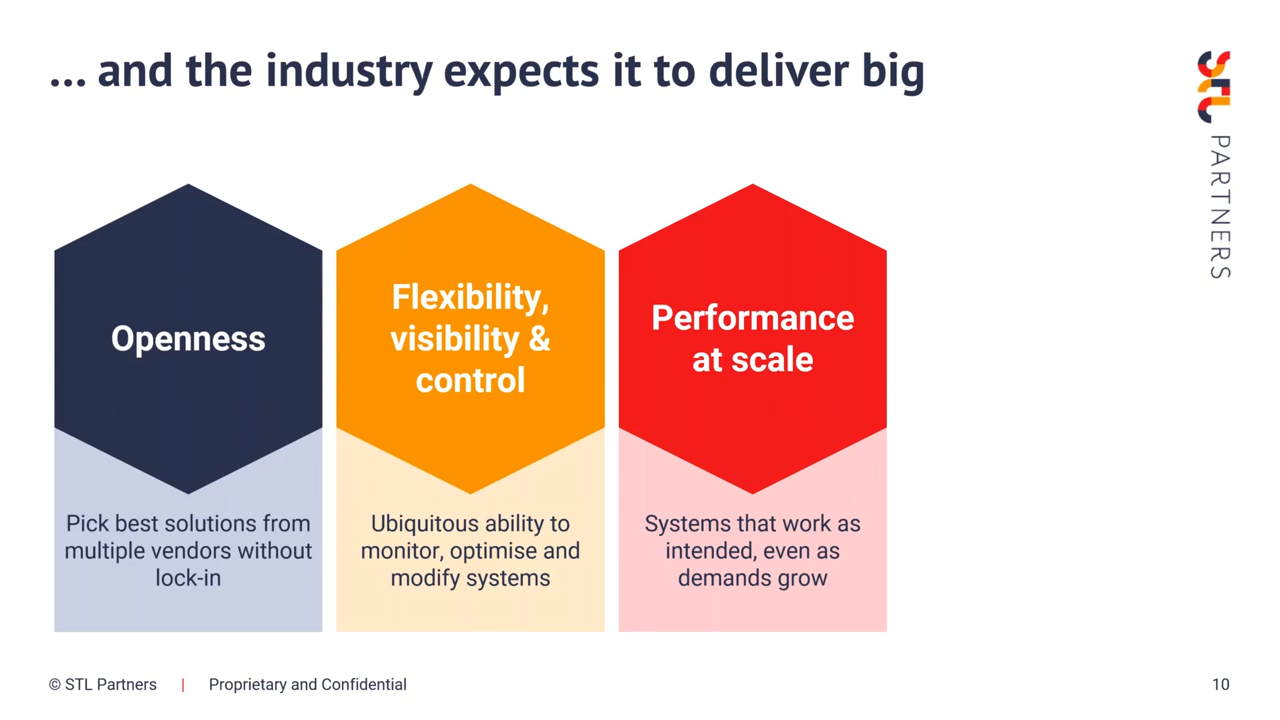 ... and the industry expects it to deliver big
STL
PARTNERS
Openness
Flexibility,
visibility &
control
Performance
at scale
Pick best solutions from
multiple vendors without
lock-in
Ubiquitous ability to
monitor, optimise and
modify systems
Systems that work as
intended, even as
demands grow
© STL Partners | Proprietary and Confidential
10